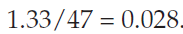 1.33/47 = 0.028.